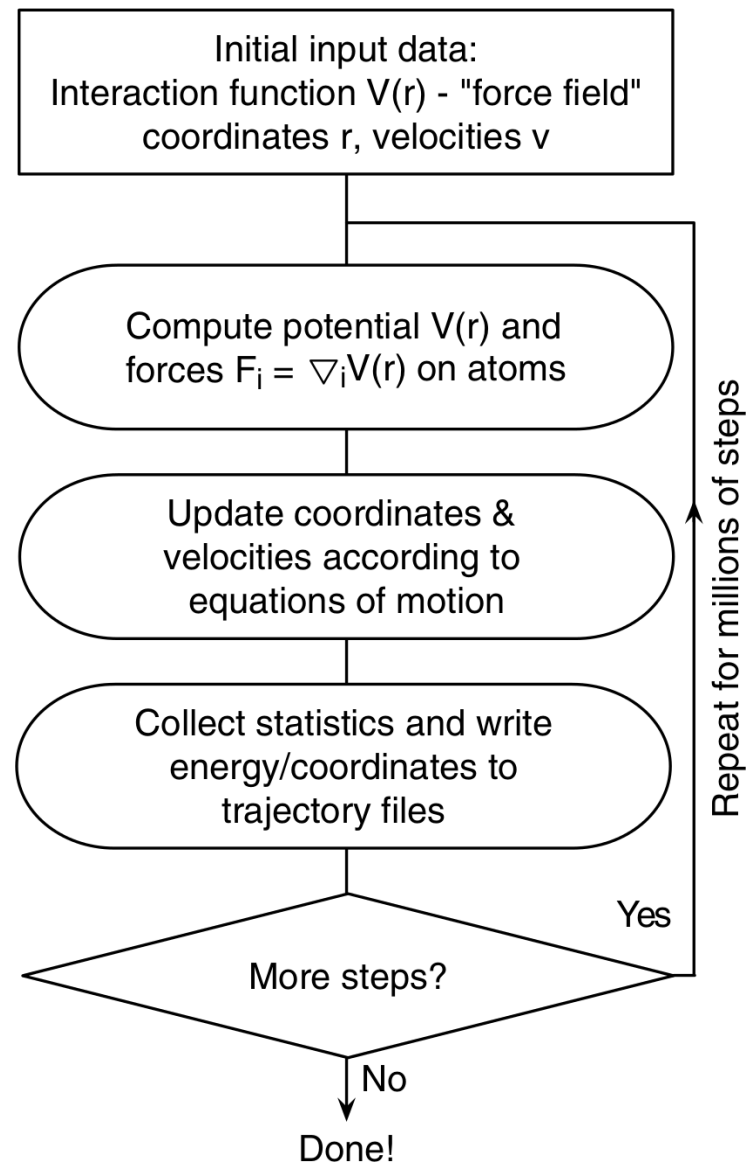 Initial input data:
Interaction function V(r) - "force field"
coordinates r, velocities v
Compute potential V(r) and
forces Fᵢ = ▽ᵢV(r) on atoms
Update coordinates &
velocities according to
equations of motion
Collect statistics and write
energy/coordinates to
trajectory files
More steps?
Yes
Repeat for millions of steps
No
Done!